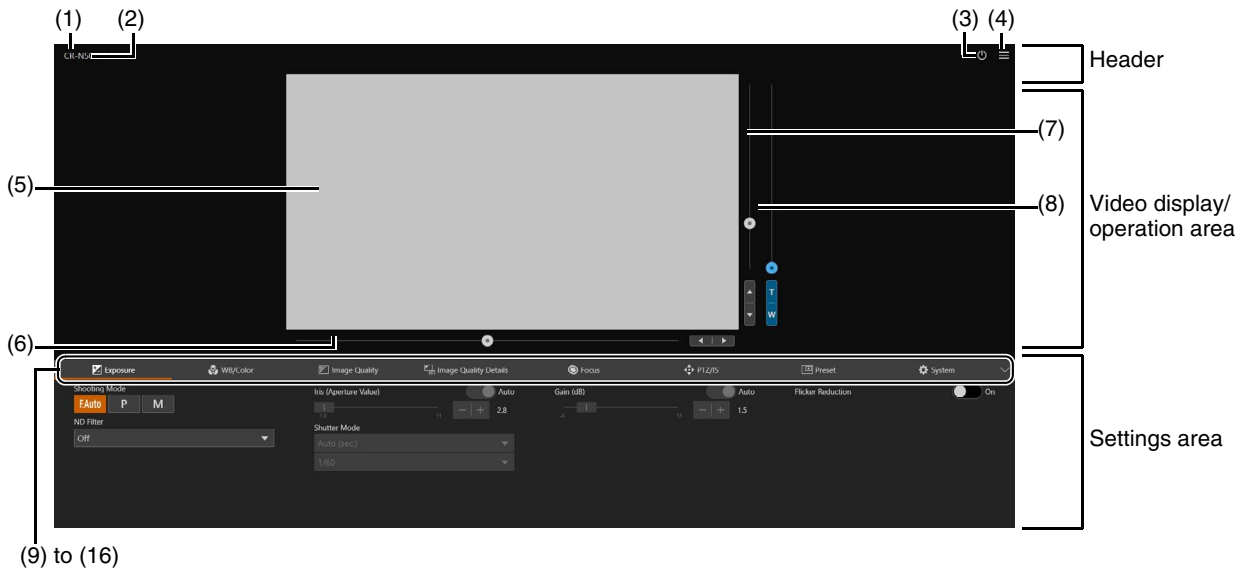 (1) (2) (3) (4)
CR-N50
Header
(7)
(5)
(8)
Video display/
operation area
T
W
(6)
Exposure WB/Color Image Quality Image Quality Details Focus PTZ/IS Preset System
Shooting Mode Iris (Aperture Value) Auto Gain (dB) Auto Flicker Reduction On
F.Auto P M
11 − + 2.8 − + 1.5
ND Filter Shutter Mode
Off Auto (sec.)
1/60
Settings area
(9) to (16)